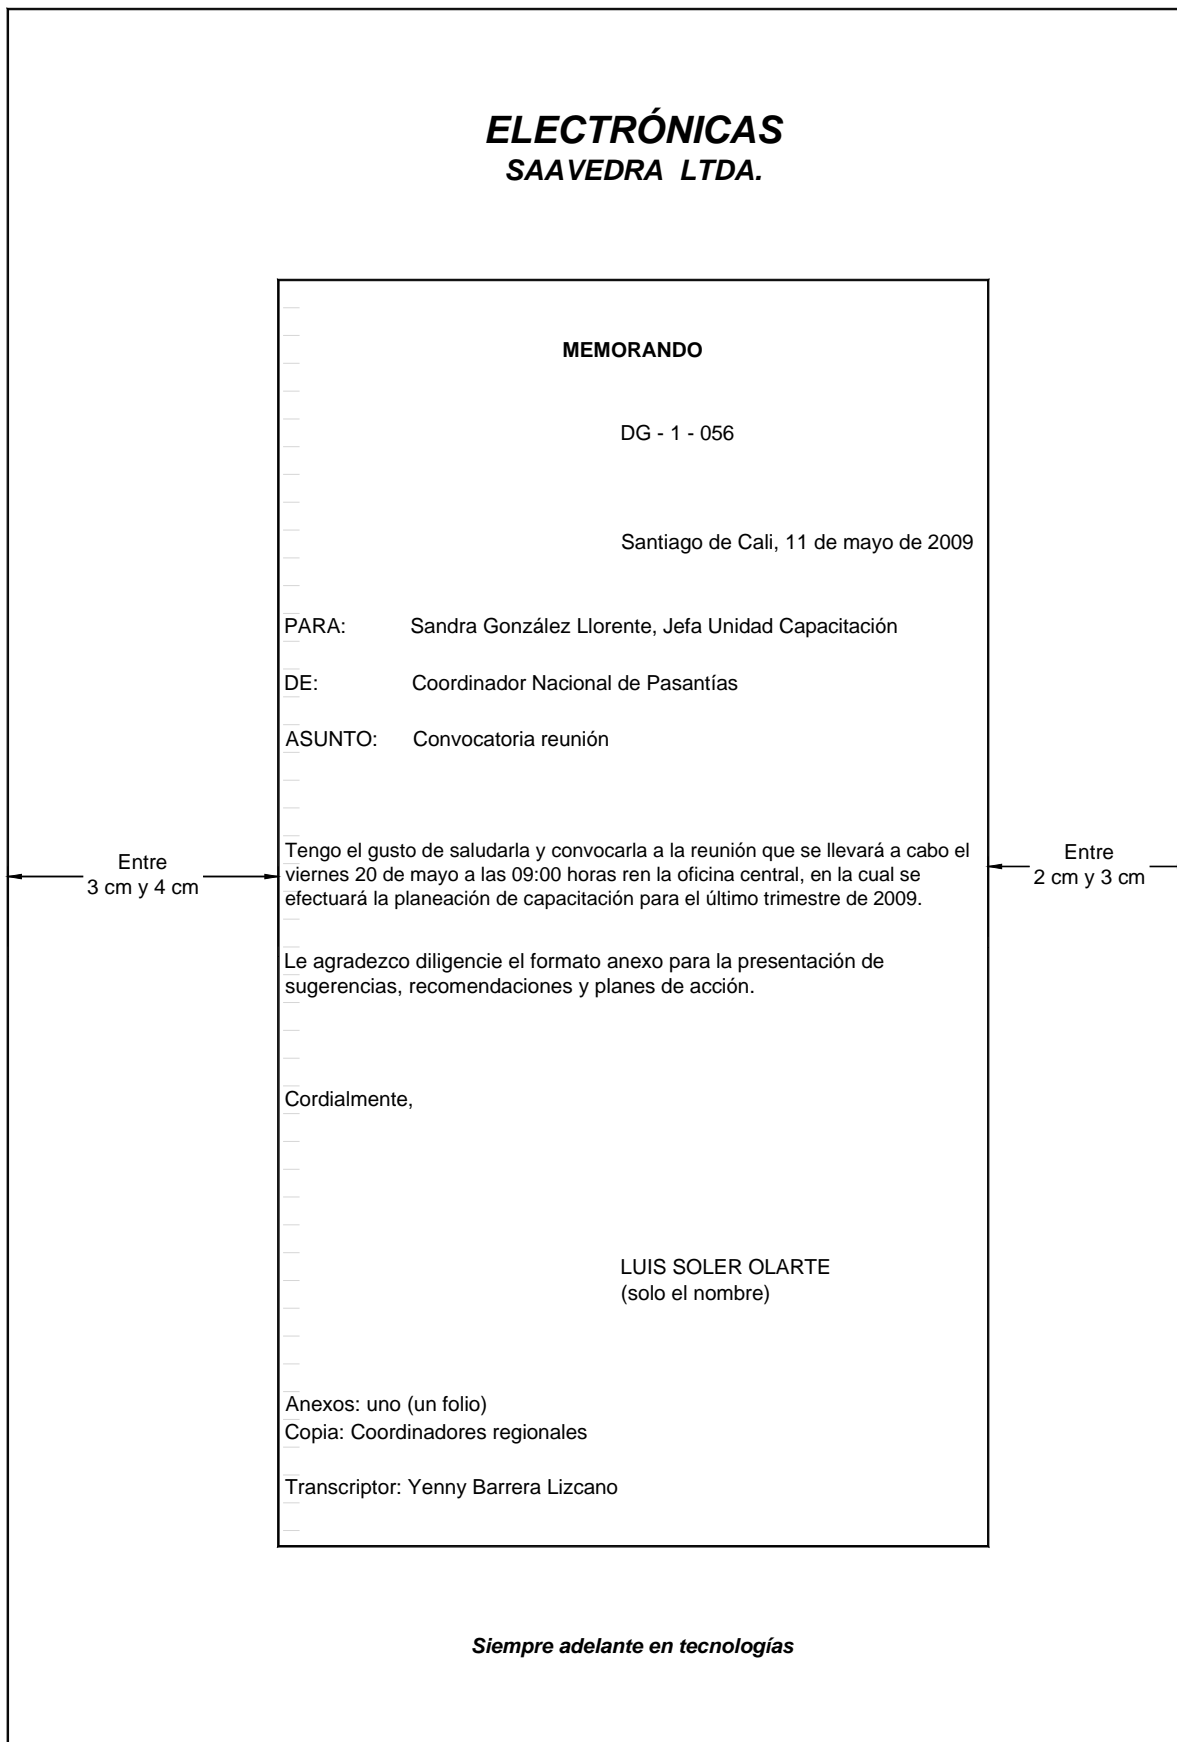 ELECTRÓNICAS
SAAVEDRA LTDA.
MEMORANDO
DG - 1 - 056
Santiago de Cali, 11 de mayo de 2009
PARA: Sandra González Llorente, Jefa Unidad Capacitación
DE: Coordinador Nacional de Pasantías
ASUNTO: Convocatoria reunión
Tengo el gusto de saludarla y convocarla a la reunión que se llevará a cabo el
viernes 20 de mayo a las 09:00 horas ren la oficina central, en la cual se
efectuará la planeación de capacitación para el último trimestre de 2009.
Entre
3 cm y 4 cm
Entre
2 cm y 3 cm
Le agradezco diligencie el formato anexo para la presentación de
sugerencias, recomendaciones y planes de acción.
Cordialmente,
LUIS SOLER OLARTE
(solo el nombre)
Anexos: uno (un folio)
Copia: Coordinadores regionales
Transcriptor: Yenny Barrera Lizcano
Siempre adelante en tecnologías